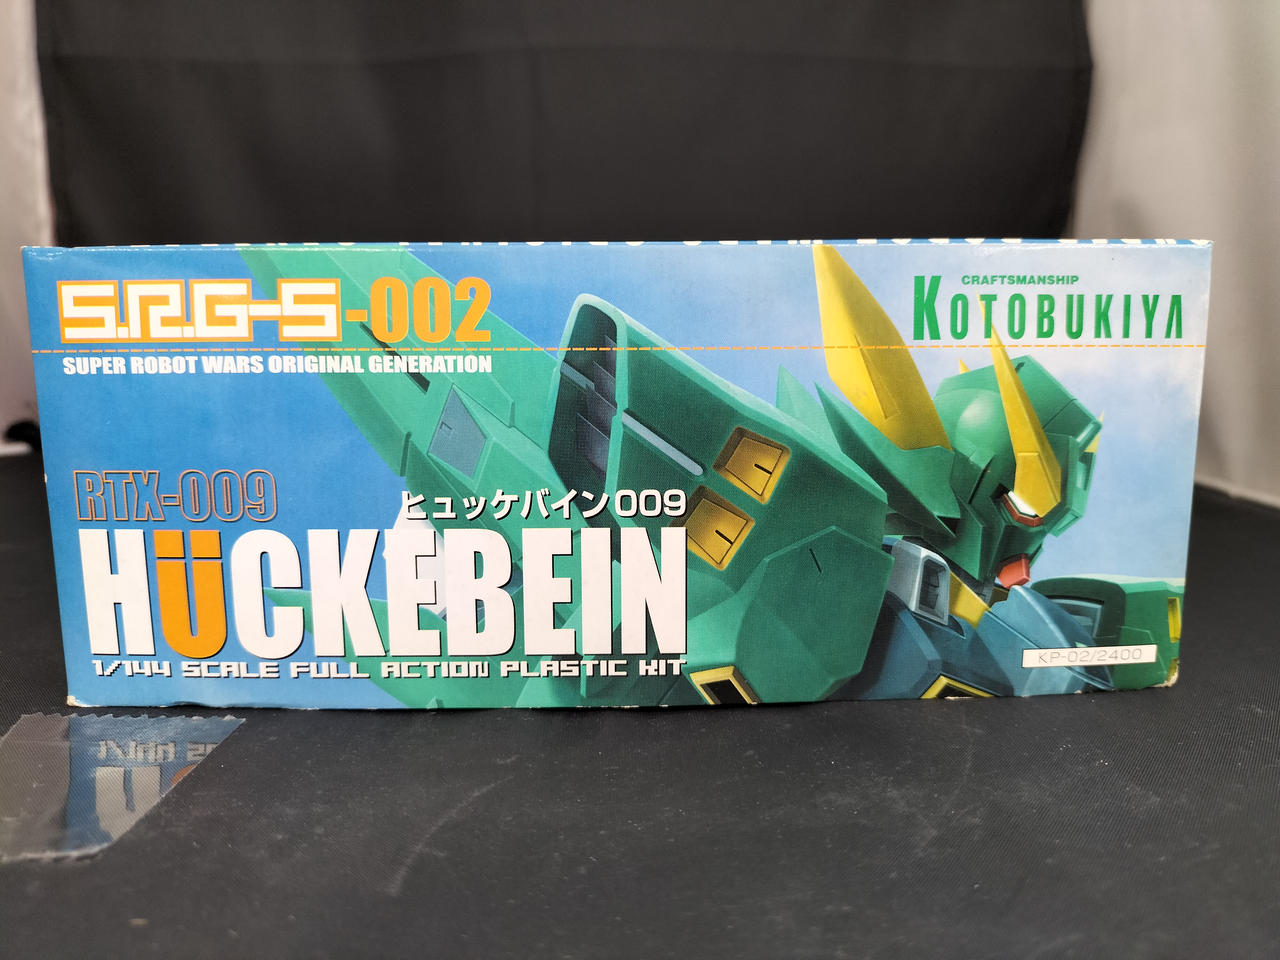 S.R.G-S-002
SUPER ROBOT WARS ORIGINAL GENERATION
CRAFTSMANSHIP
KOTOBUKIYA
RTX-009
ヒュッケバイン009
HÜCKEBEIN
1/144 SCALE FULL ACTION PLASTIC KIT
KP-02/2400